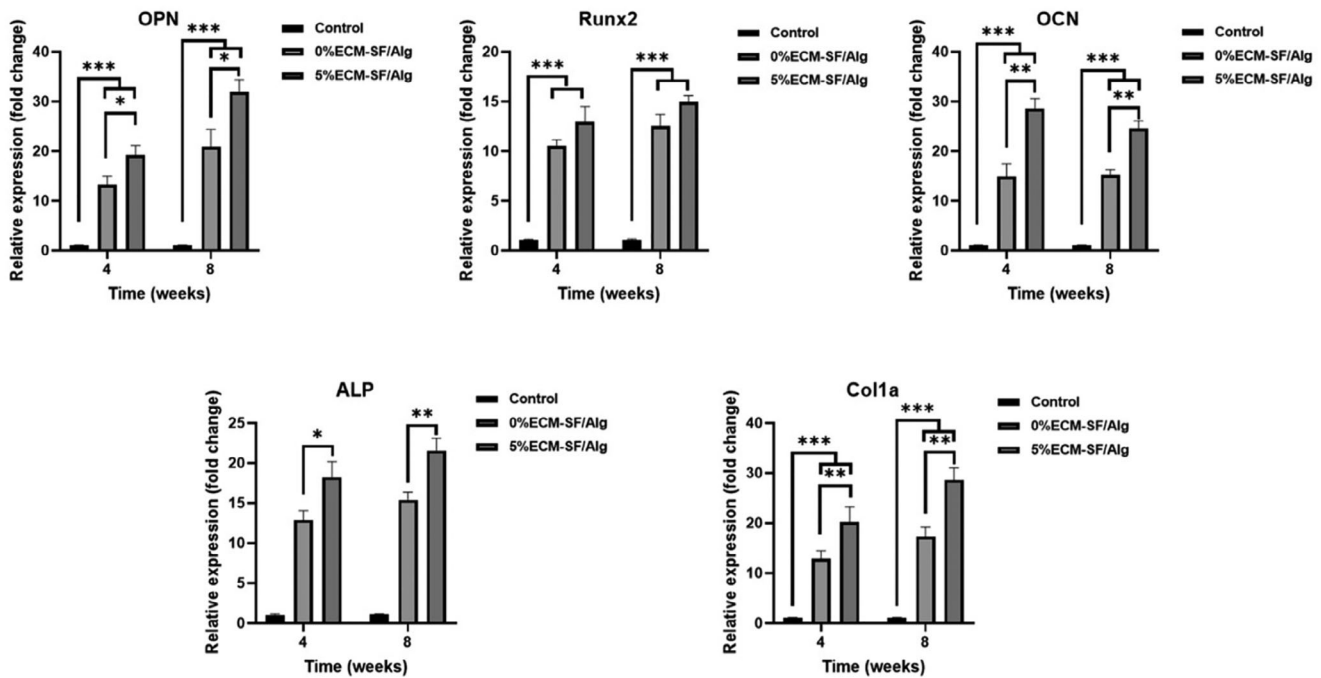 OPN
Relative expression (fold change)
40
30
20
10
0
***
*
***
*
4
8
Time (weeks)
Control
0%ECM-SF/Alg
5%ECM-SF/Alg
Runx2
Relative expression (fold change)
20
15
10
5
0
***
***
4
8
Time (weeks)
Control
0%ECM-SF/Alg
5%ECM-SF/Alg
OCN
Relative expression (fold change)
40
30
20
10
0
***
**
***
**
4
8
Time (weeks)
Control
0%ECM-SF/Alg
5%ECM-SF/Alg
ALP
Relative expression (fold change)
25
20
15
10
5
0
*
**
4
8
Time (weeks)
Control
0%ECM-SF/Alg
5%ECM-SF/Alg
Col1a
Relative expression (fold change)
40
30
20
10
0
***
**
***
**
4
8
Time (weeks)
Control
0%ECM-SF/Alg
5%ECM-SF/Alg